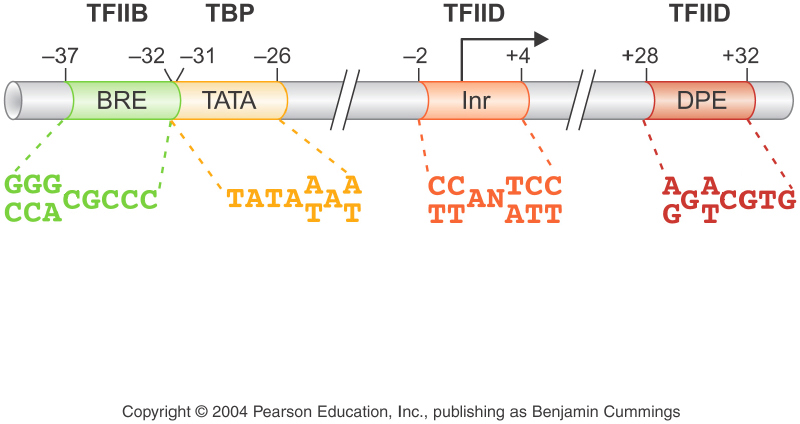 TFIIB TBP TFIID TFIID
–37 –32 –31 –26 –2 +4 +28 +32
BRE TATA Inr DPE
GGG A A CC TCC A A
CGCCC TATA A AN G CGTG
CCA T T TT ATT G T
Copyright © 2004 Pearson Education, Inc., publishing as Benjamin Cummings